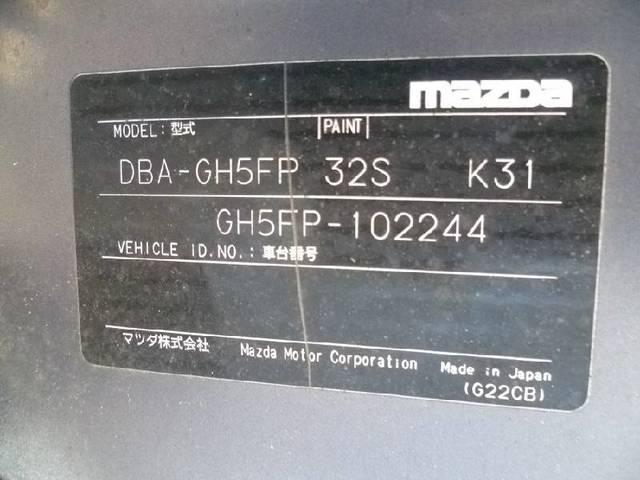 mazda
MODEL: 型式 |PAINT|
DBA-GH5FP 32S K31
GH5FP-102244
VEHICLE ID.NO.: 車台番号
マツダ株式会社 Mazda Motor Corporation Made in Japan
(G22CB)